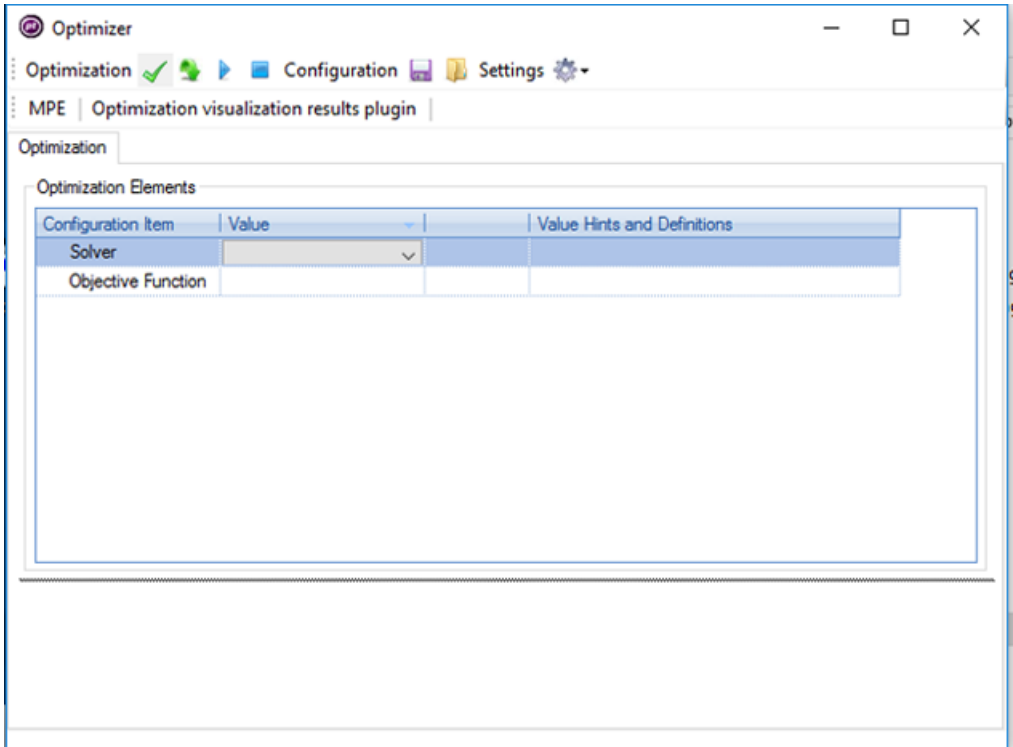 Optimizer
Optimization Configuration Settings
MPE Optimization visualization results plugin
Optimization
Optimization Elements
Configuration Item Value Value Hints and Definitions
Solver
Objective Function